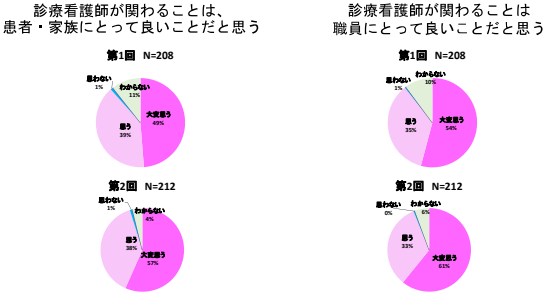 診療看護師が関わることは、
患者・家族にとって良いことだと思う
第1回 N=208
思わない
1%
わからない
11%
大変思う
49%
思う
39%
第2回 N=212
思わない
1%
わからない
4%
思う
38%
大変思う
57%
診療看護師が関わることは
職員にとって良いことだと思う
第1回 N=208
思わない
1%
わからない
10%
大変思う
54%
思う
35%
第2回 N=212
思わない
0%
わからない
6%
思う
33%
大変思う
61%